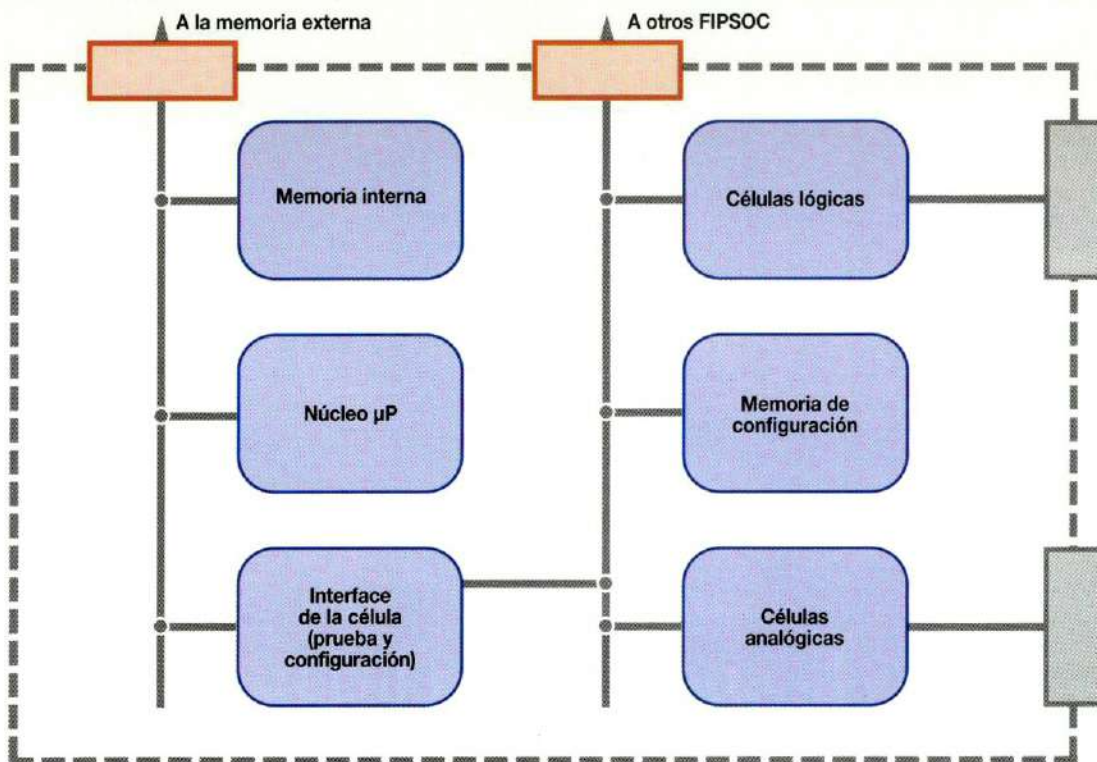 A la memoria externa
A otros FIPSOC
Memoria interna
Células lógicas
Núcleo µP
Memoria de
configuración
Interface
de la célula
(prueba y
configuración)
Células
analógicas